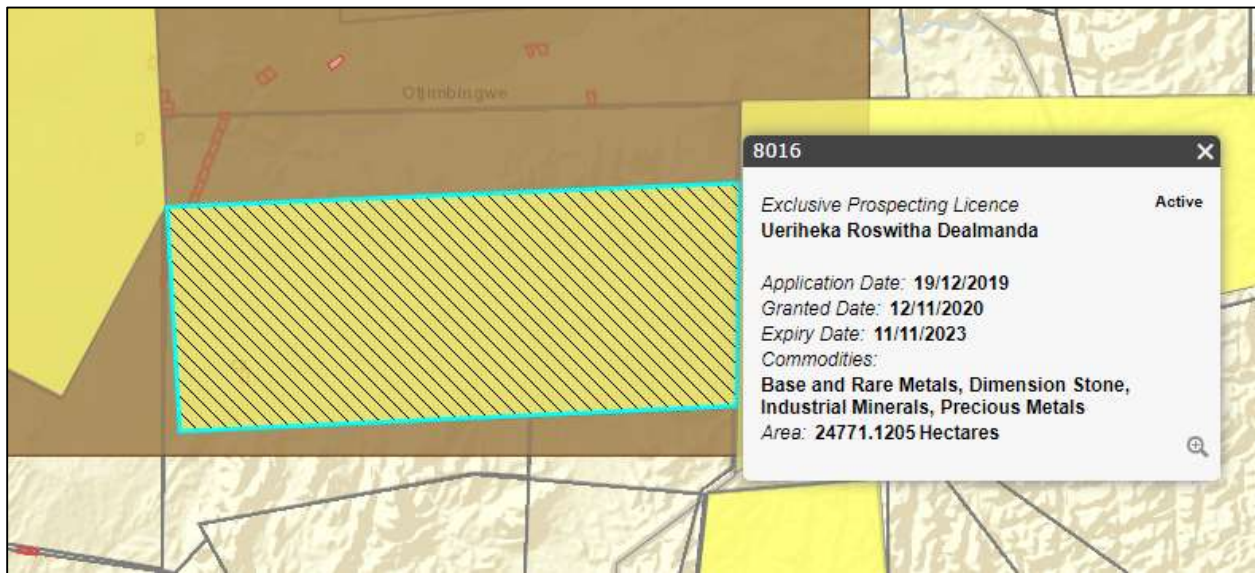 Otjimbingwe
8016
Exclusive Prospecting Licence
Active
Ueriheka Roswitha Dealmanda
Application Date: 19/12/2019
Granted Date: 12/11/2020
Expiry Date: 11/11/2023
Commodities:
Base and Rare Metals, Dimension Stone,
Industrial Minerals, Precious Metals
Area: 24771.1205 Hectares